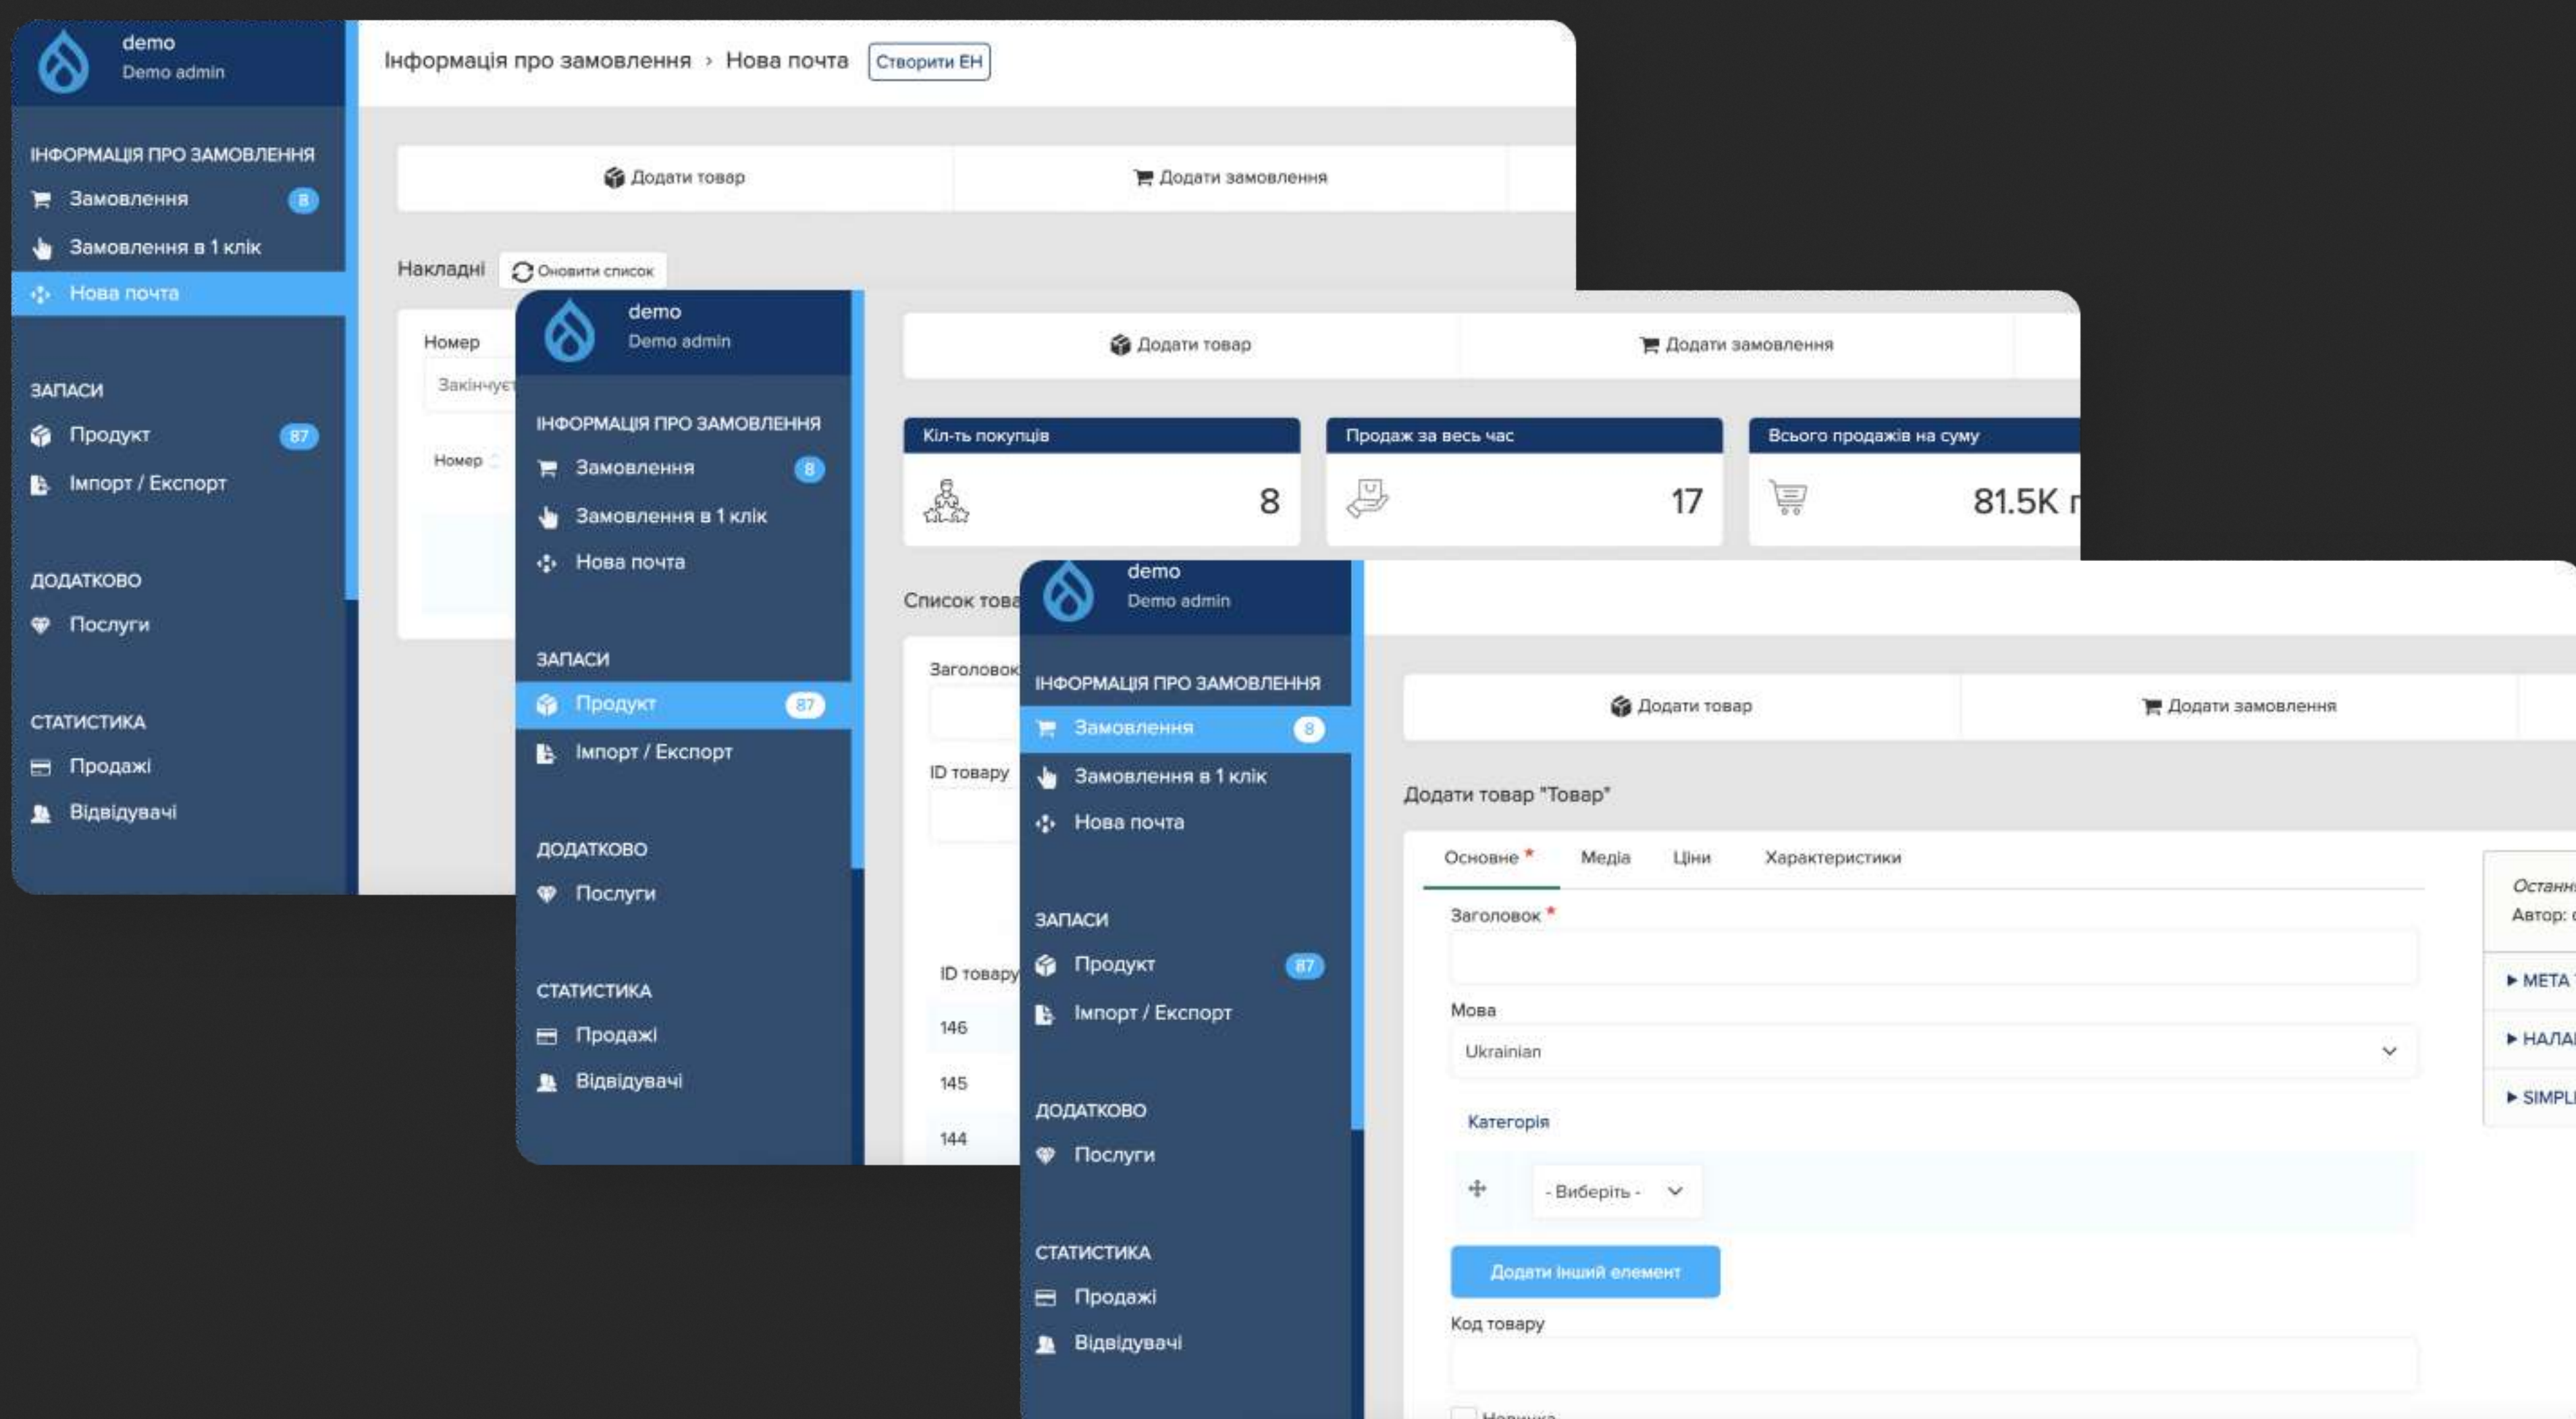 demo
Demo admin
ІНФОРМАЦІЯ ПРО ЗАМОВЛЕННЯ
Замовлення 8
Замовлення в 1 клік
Нова почта
ЗАПАСИ
Продукт 87
Імпорт / Експорт
ДОДАТКОВО
Послуги
СТАТИСТИКА
Продажі
Відвідувачі
Інформація про замовлення › Нова почта Створити ЕН
Додати товар Додати замовлення
Накладні Оновити список
Номер
Номер
demo
Demo admin
ІНФОРМАЦІЯ ПРО ЗАМОВЛЕННЯ
Замовлення 8
Замовлення в 1 клік
Нова почта
ЗАПАСИ
Продукт 87
Імпорт / Експорт
ДОДАТКОВО
Послуги
СТАТИСТИКА
Продажі
Відвідувачі
Додати товар Додати замовлення
Кіл-ть покупців Продаж за весь час Всього продажів на суму
8 17 81.5K
Список
Заголовок
ID товару
ID товару
146
145
144
demo
Demo admin
ІНФОРМАЦІЯ ПРО ЗАМОВЛЕННЯ
Замовлення 8
Замовлення в 1 клік
Нова почта
ЗАПАСИ
Продукт 87
Імпорт / Експорт
ДОДАТКОВО
Послуги
СТАТИСТИКА
Продажі
Відвідувачі
Додати товар Додати замовлення
Додати товар "Товар"
Основне * Медіа Ціни Характеристики
Заголовок *
Мова
Ukrainian
Категорія
- Виберіть -
Додати інший елемент
Код товару
Автор:
META